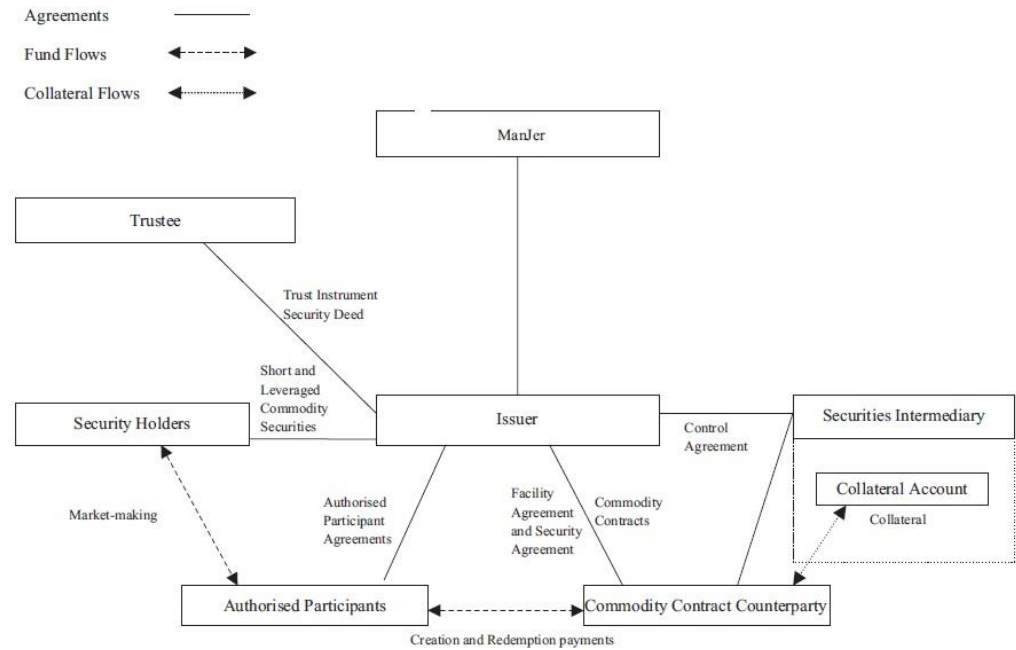 Agreements
Fund Flows
Collateral Flows
ManJer
Trustee
Trust Instrument
Security Deed
Short and
Leveraged
Commodity
Securities
Security Holders
Issuer
Securities Intermediary
Control
Agreement
Collateral Account
Collateral
Market-making
Authorised
Participant
Agreements
Facility
Agreement
and Security
Agreement
Commodity
Contracts
Authorised Participants
Commodity Contract Counterparty
Creation and Redemption payments